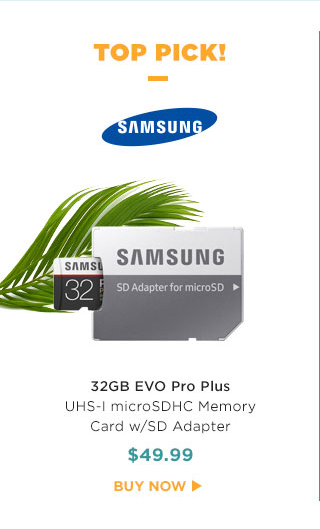 TOP PICK!
SAMSUNG
SAMSUNG
SD Adapter for microSD
SAMSU
32
32GB EVO Pro Plus
UHS-I microSDHC Memory
Card w/SD Adapter
$49.99
BUY NOW